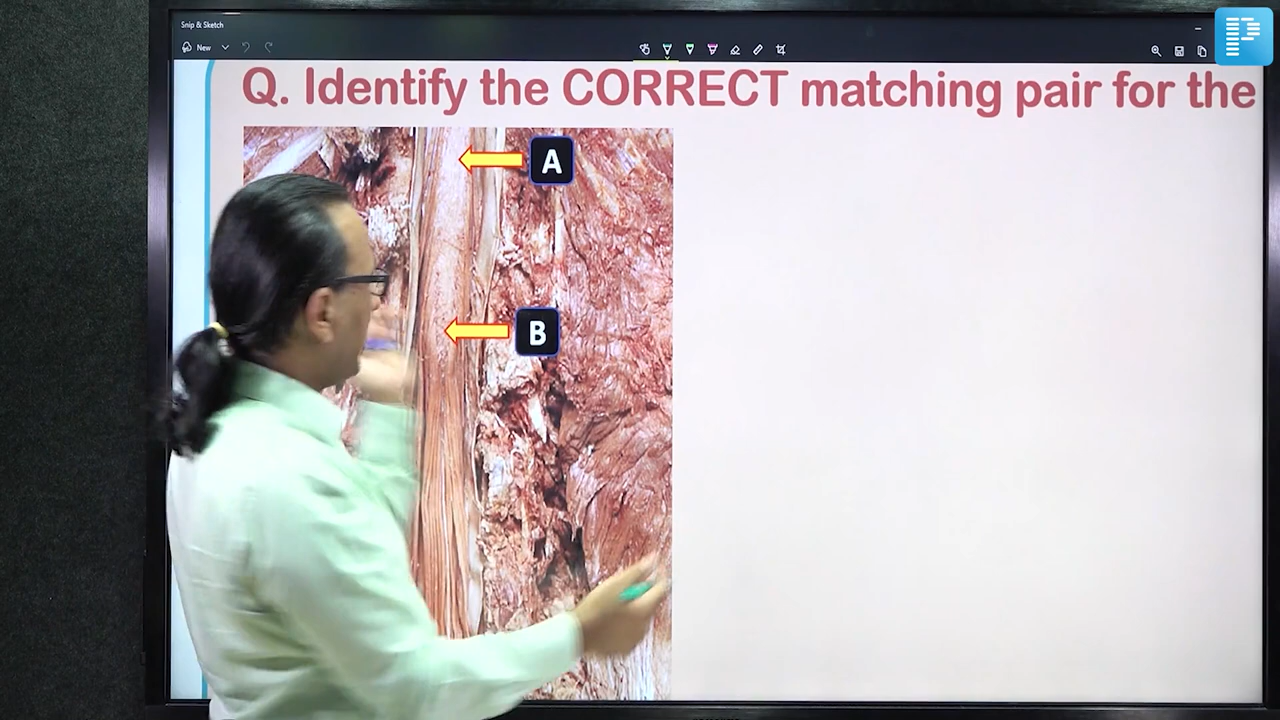 Snip & Sketch
New
Q. Identify the CORRECT matching pair for the
A
B
P